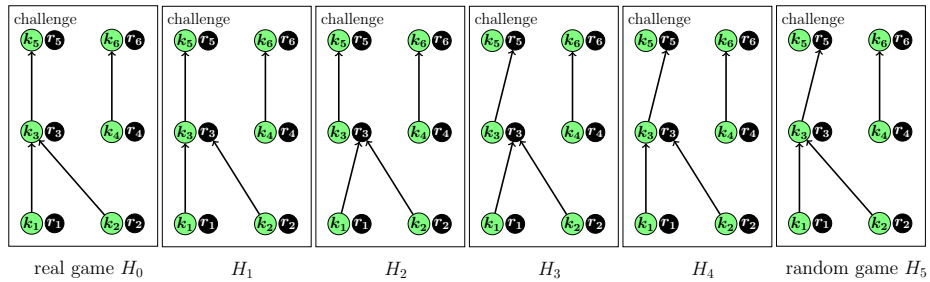 challenge challenge challenge challenge challenge challenge
k5 r5 k6 r6 k5 r5 k6 r6 k5 r5 k6 r6 k5 r5 k6 r6 k5 r5 k6 r6 k5 r5 k6 r6
k3 r3 k4 r4 k3 r3 k4 r4 k3 r3 k4 r4 k3 r3 k4 r4 k3 r3 k4 r4 k3 r3 k4 r4
k1 r1 k2 r2 k1 r1 k2 r2 k1 r1 k2 r2 k1 r1 k2 r2 k1 r1 k2 r2 k1 r1 k2 r2
real game H0 H1 H2 H3 H4 random game H5